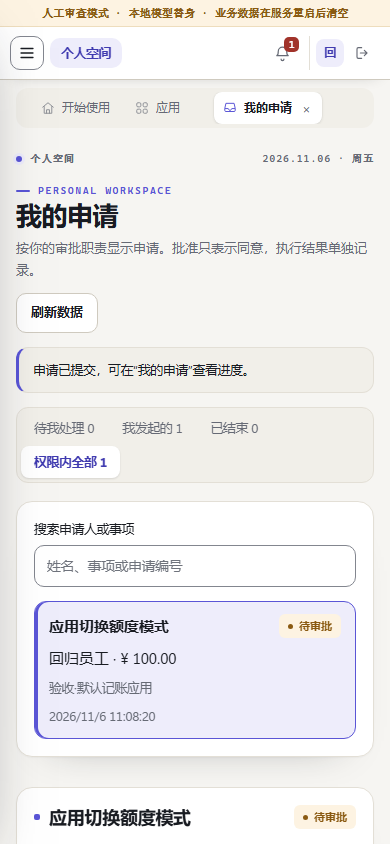 人工审查模式 · 本地模型替身 · 业务数据在服务重启后清空
个人空间
1
回
开始使用
应用
我的申请 ×
个人空间
2026.11.06 · 周五
PERSONAL WORKSPACE
我的申请
按你的审批职责显示申请。批准只表示同意，执行结果单独记
录。
刷新数据
申请已提交，可在"我的申请"查看进度。
待我处理 0
我发起的 1
已结束 0
权限内全部 1
搜索申请人或事项
姓名、事项或申请编号
应用切换额度模式
待审批
回归员工 · ¥ 100.00
验收·默认记账应用
2026/11/6 11:08:20
应用切换额度模式
待审批